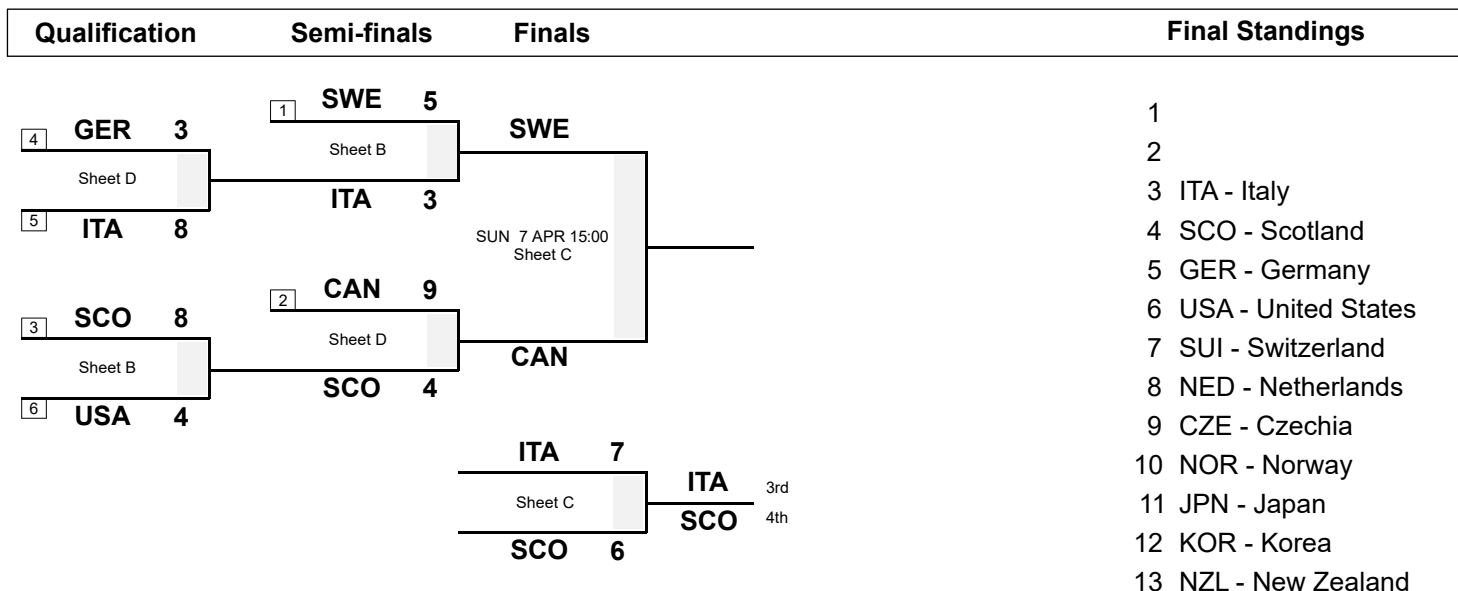 Qualification Semi-finals Finals Final Standings
1 SWE 5
4 GER 3
Sheet B
SWE
Sheet D
ITA 3
5 ITA 8
SUN 7 APR 15:00
Sheet C
2 CAN 9
3 SCO 8
Sheet D
CAN
Sheet B
SCO 4
6 USA 4
ITA 7
ITA 3rd
Sheet C
SCO 4th
SCO 6
1
2
3 ITA - Italy
4 SCO - Scotland
5 GER - Germany
6 USA - United States
7 SUI - Switzerland
8 NED - Netherlands
9 CZE - Czechia
10 NOR - Norway
11 JPN - Japan
12 KOR - Korea
13 NZL - New Zealand